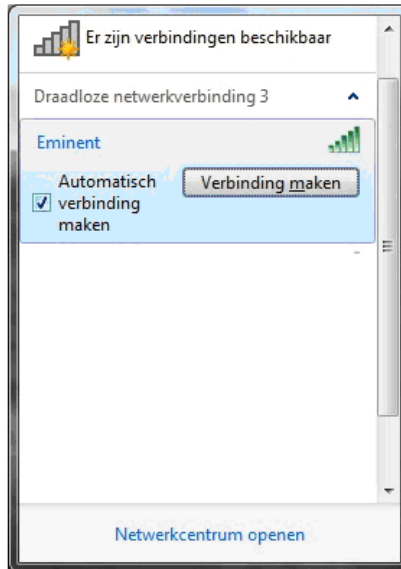 Er zijn verbindingen beschikbaar
Draadloze netwerkverbinding 3
Eminent
Automatisch
verbinding
maken
Verbinding maken
Netwerkcentrum openen